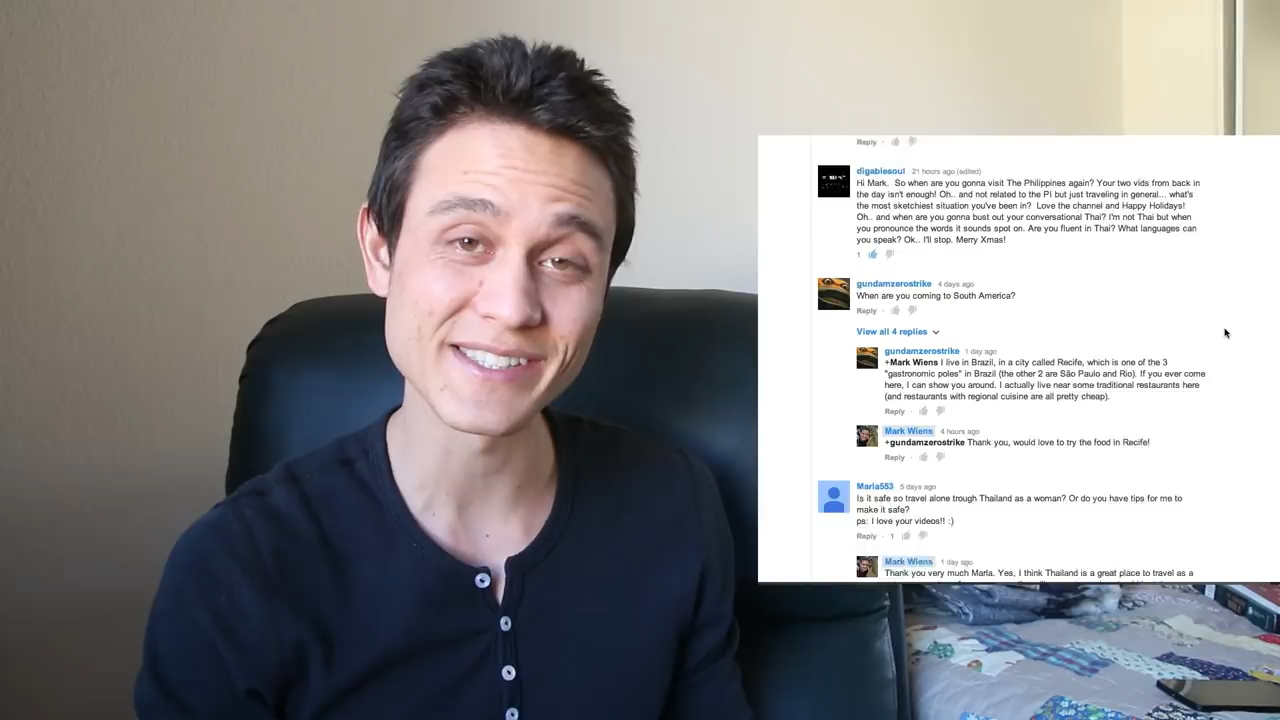 Reply ·
digablesoul 21 hours ago (edited)
Hi Mark. So when are you gonna visit The Philippines again? Your two vids from back in
the day isn't enough! Oh.. and not related to the PI but just traveling in general... what's
the most sketchiest situation you've been in? Love the channel and Happy Holidays!
Oh.. and when are you gonna bust out your conversational Thai? I'm not Thai but when
you pronounce the words it sounds spot on. Are you fluent in Thai? What languages can
you speak? Ok.. I'll stop. Merry Xmas!
1
gundamzerostrike 4 days ago
When are you coming to South America?
Reply ·
View all 4 replies
gundamzerostrike 1 day ago
+Mark Wiens I live in Brazil, in a city called Recife, which is one of the 3
"gastronomic poles" in Brazil (the other 2 are São Paulo and Rio). If you ever come
here, I can show you around. I actually live near some traditional restaurants here
(and restaurants with regional cuisine are all pretty cheap).
Reply ·
Mark Wiens 4 hours ago
+gundamzerostrike Thank you, would love to try the food in Recife!
Reply ·
Marla553 5 days ago
Is it safe so travel alone trough Thailand as a woman? Or do you have tips for me to
make it safe?
ps: I love your videos!! :)
Reply · 1
Mark Wiens 1 day ago
Thank you very much Marla. Yes, I think Thailand is a great place to travel as a